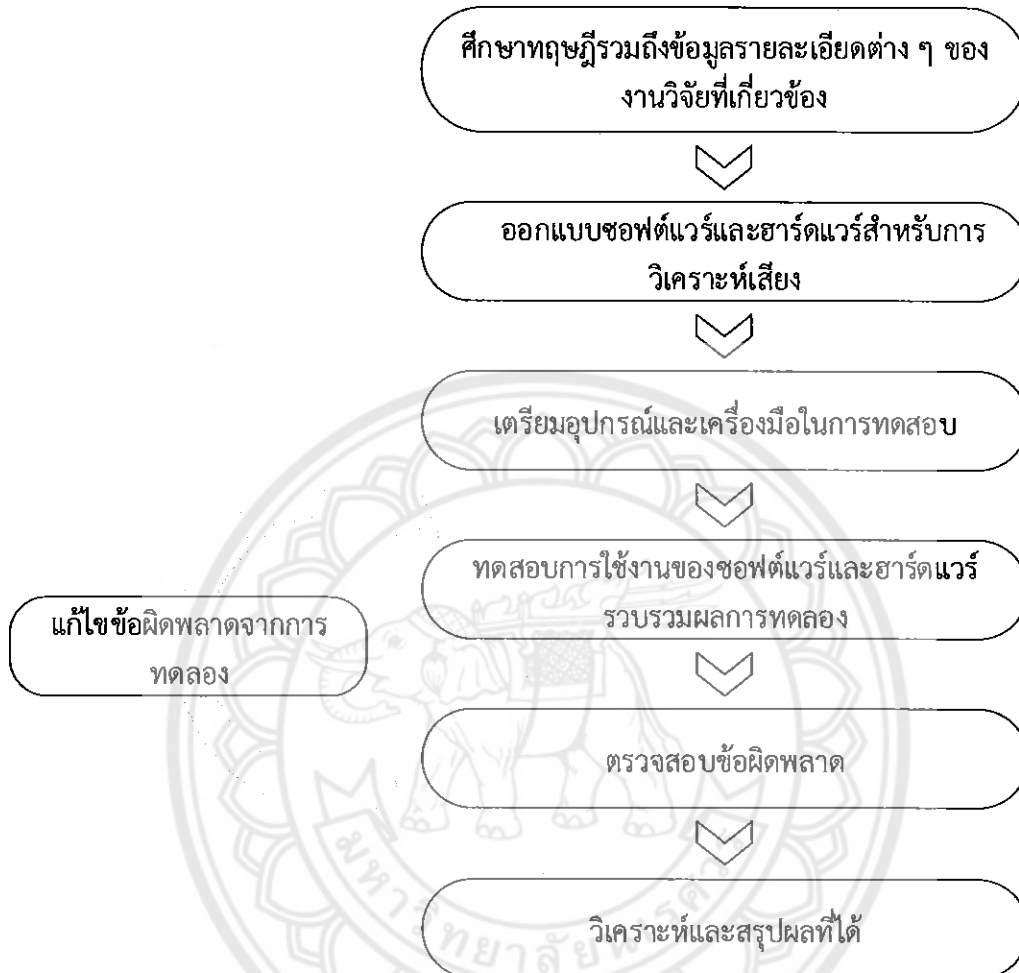 ศึกษาทฤษฎีรวมถึงข้อมูลรายละเอียดต่าง ๆ ของ
งานวิจัยที่เกี่ยวข้อง
ออกแบบซอฟต์แวร์และฮาร์ดแวร์สำหรับการ
วิเคราะห์เสียง
เตรียมอุปกรณ์และเครื่องมือในการทดสอบ
ทดสอบการใช้งานของซอฟต์แวร์และฮาร์ดแวร์
รวบรวมผลการทดลอง
แก้ไขข้อผิดพลาดจากการ
ทดลอง
ตรวจสอบข้อผิดพลาด
วิเคราะห์และสรุปผลที่ได้